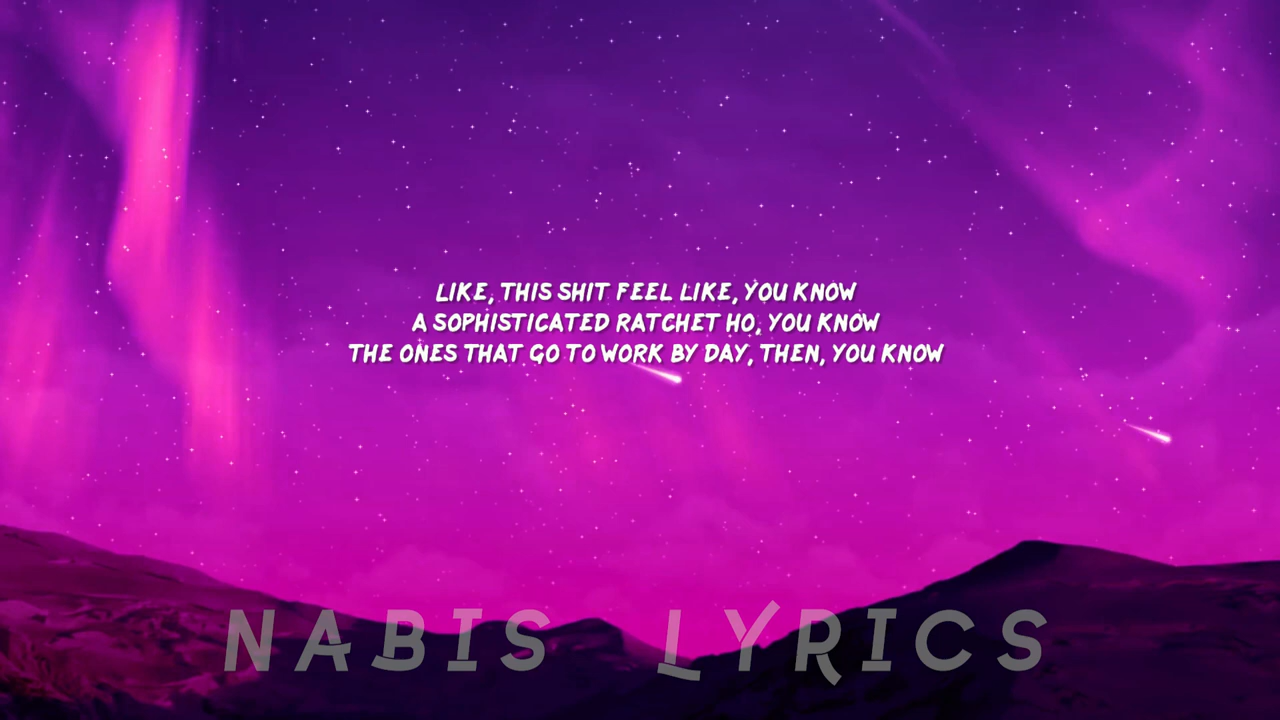 LIKE, THIS SHIT FEEL LIKE, YOU KNOW
A SOPHISTICATED RATCHET HO, YOU KNOW
THE ONES THAT GO TO WORK BY DAY, THEN, YOU KNOW
NABIS LYRICS